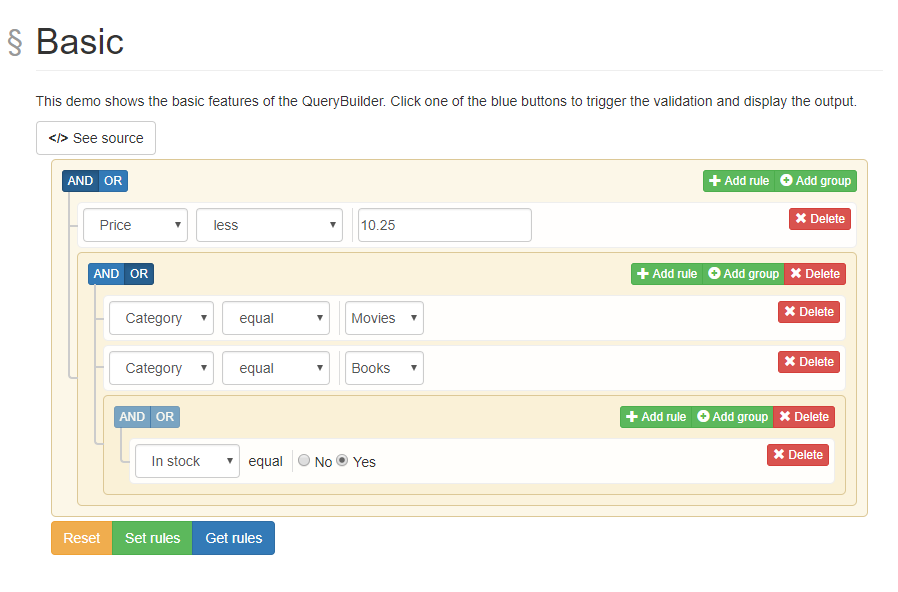 § Basic
This demo shows the basic features of the QueryBuilder. Click one of the blue buttons to trigger the validation and display the output.
</> See source
AND OR Add rule Add group
Price less 10.25 Delete
AND OR Add rule Add group Delete
Category equal Movies Delete
Category equal Books Delete
AND OR Add rule Add group Delete
In stock equal No Yes Delete
Reset Set rules Get rules